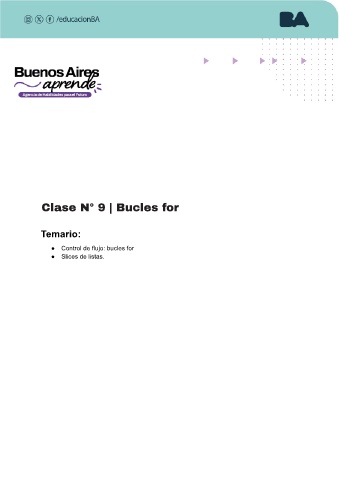 /educacionBA
BA
Buenos Aires
aprende
Agencia de Habilidades para el Futuro
Clase N° 9 | Bucles for
Temario:
● Control de flujo: bucles for
● Slices de listas.